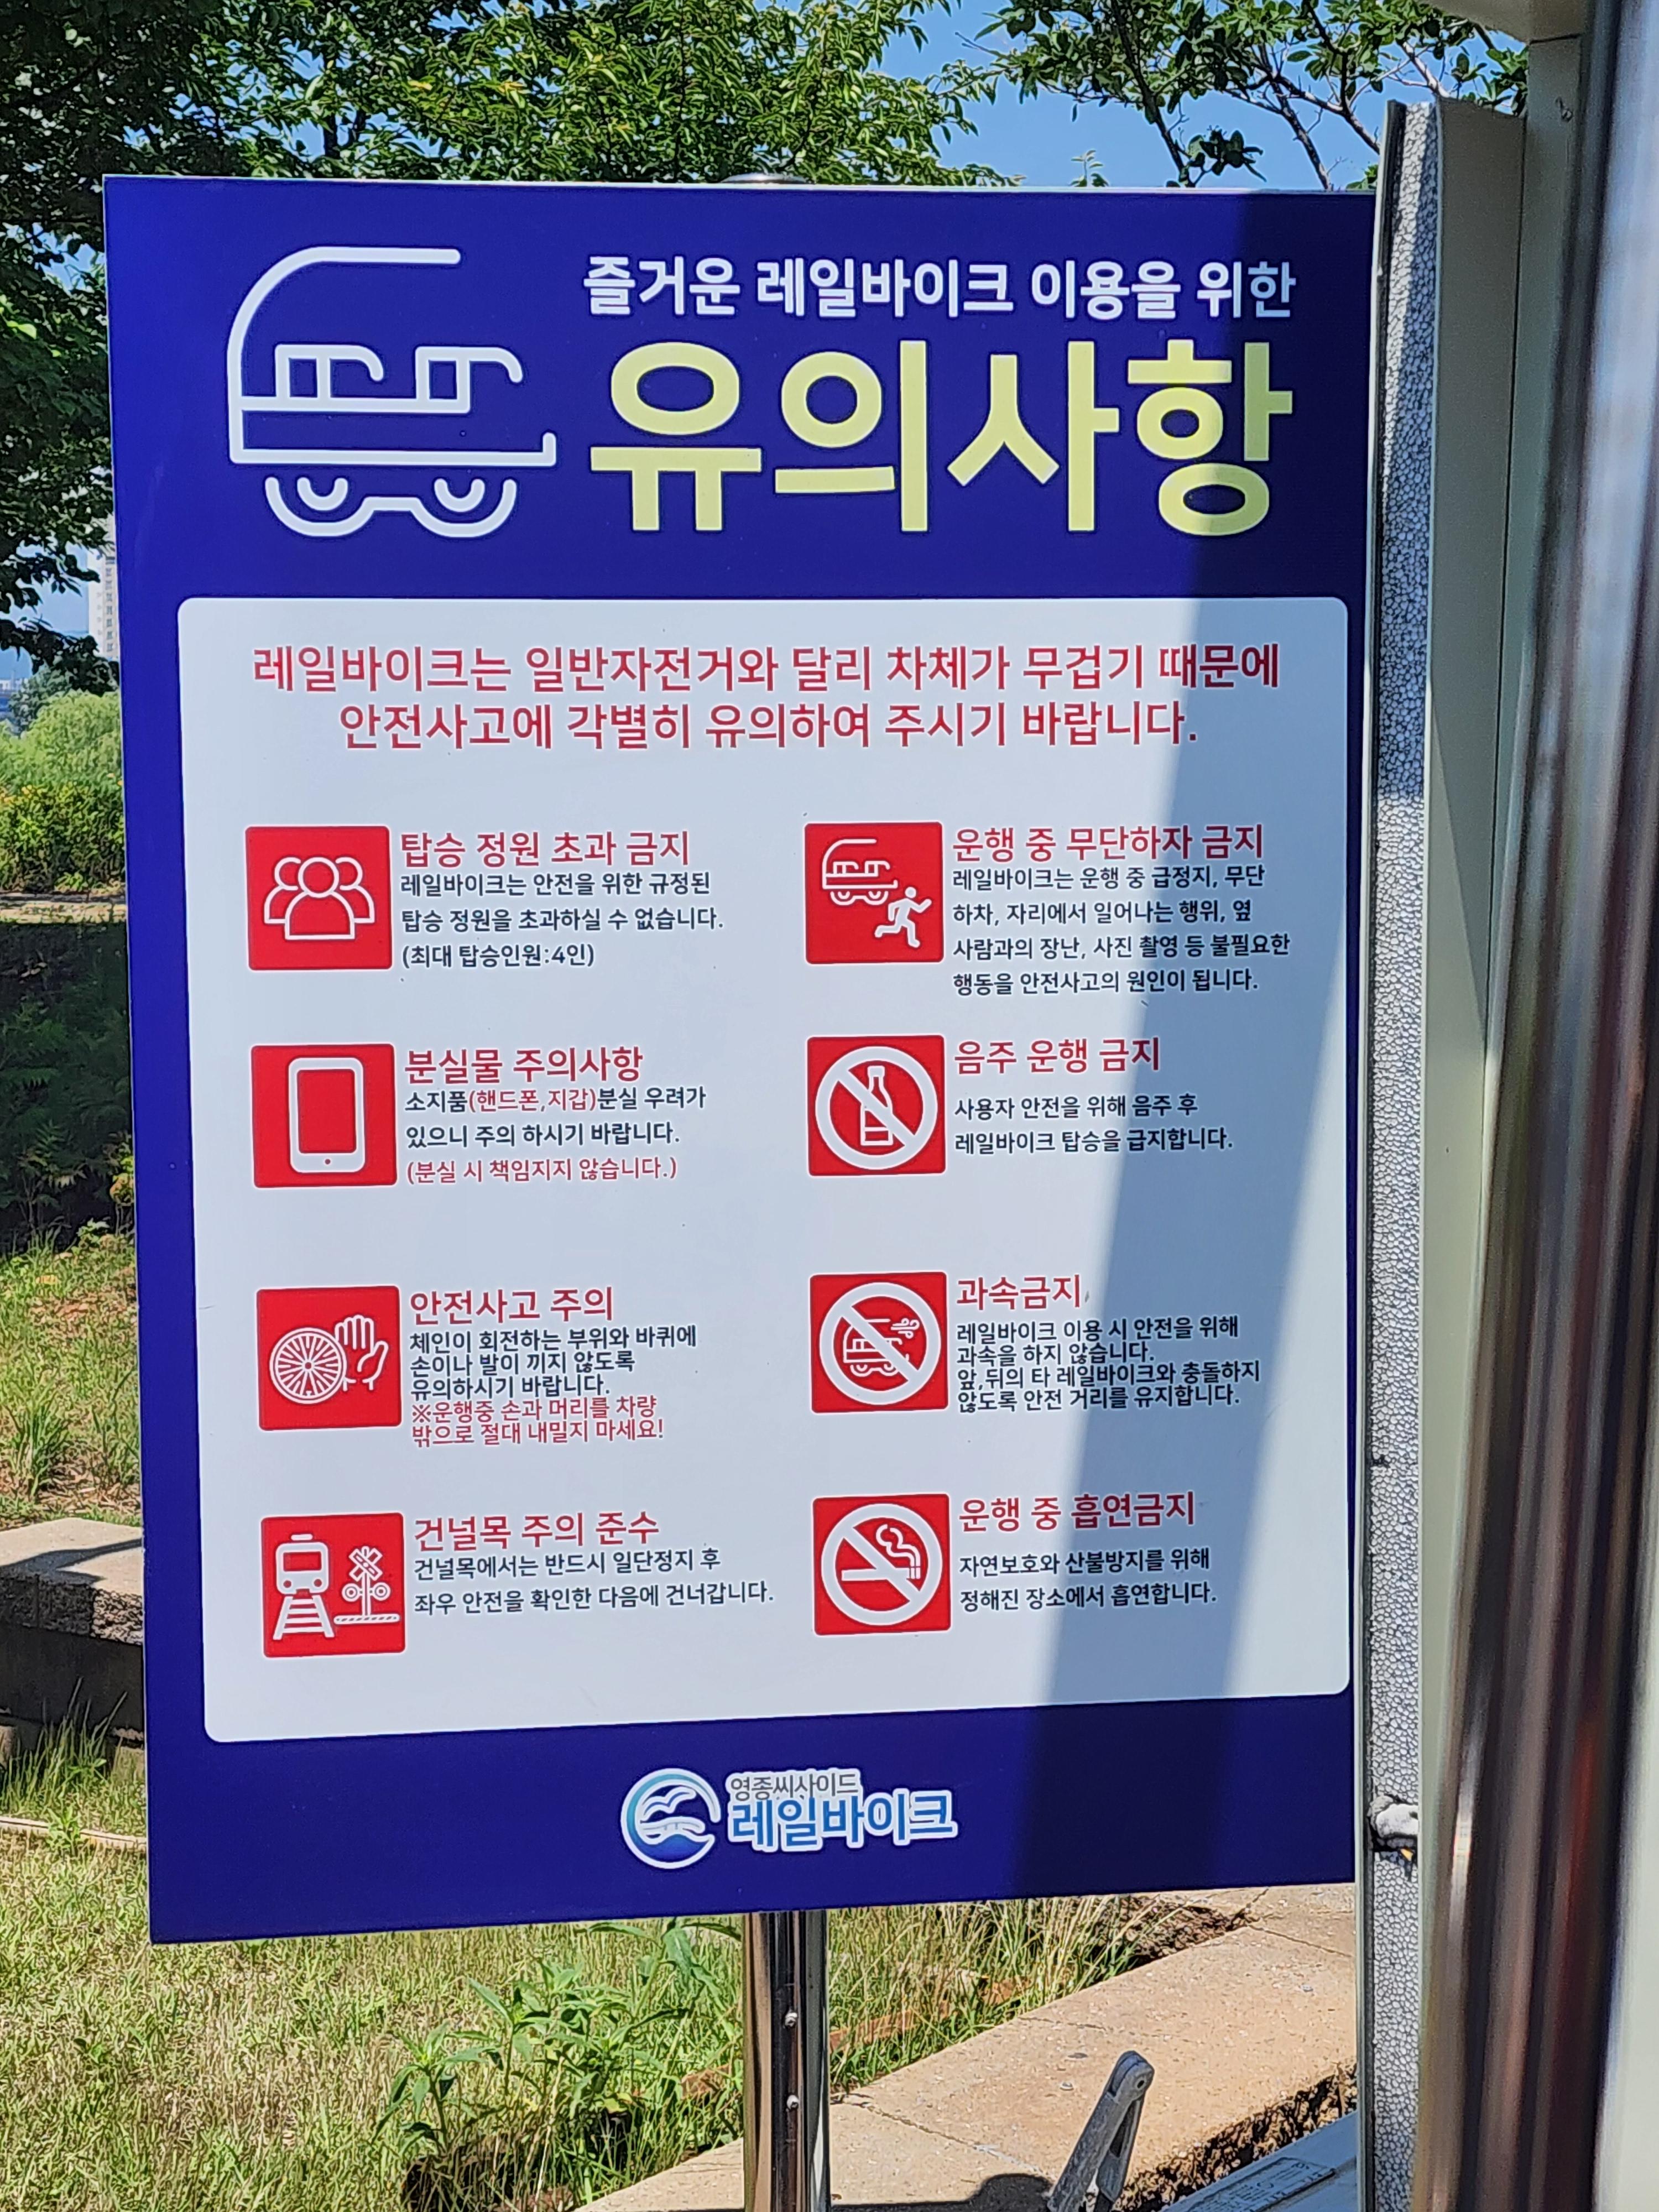 즐거운 레일바이크 이용을 위한
유의사항
레일바이크는 일반자전거와 달리 차체가 무겁기 때문에
안전사고에 각별히 유의하여 주시기 바랍니다.
탑승 정원 초과 금지
레일바이크는 안전을 위한 규정된
탑승 정원을 초과하실 수 없습니다.
(최대 탑승인원:4인)
운행 중 무단하자 금지
레일바이크는 운행 중 급정지, 무단
하차, 자리에서 일어나는 행위, 옆
사람과의 장난, 사진 촬영 등 불필요한
행동을 안전사고의 원인이 됩니다.
분실물 주의사항
소지품(핸드폰,지갑)분실 우려가
있으니 주의 하시기 바랍니다.
(분실 시 책임지지 않습니다.)
음주 운행 금지
사용자 안전을 위해 음주 후
레일바이크 탑승을 급지합니다.
안전사고 주의
체인이 회전하는 부위와 바퀴에
손이나 발이 끼지 않도록
유의하시기 바랍니다.
※운행중 손과 머리를 차량
밖으로 절대 내밀지 마세요!
과속금지
레일바이크 이용 시 안전을 위해
과속을 하지 않습니다.
앞,뒤의 타 레일바이크와 충돌하지
않도록 안전 거리를 유지합니다.
건널목 주의 준수
건널목에서는 반드시 일단정지 후
좌우 안전을 확인한 다음에 건너갑니다.
운행 중 흡연금지
자연보호와 산불방지를 위해
정해진 장소에서 흡연합니다.
영종씨사이드
레일바이크